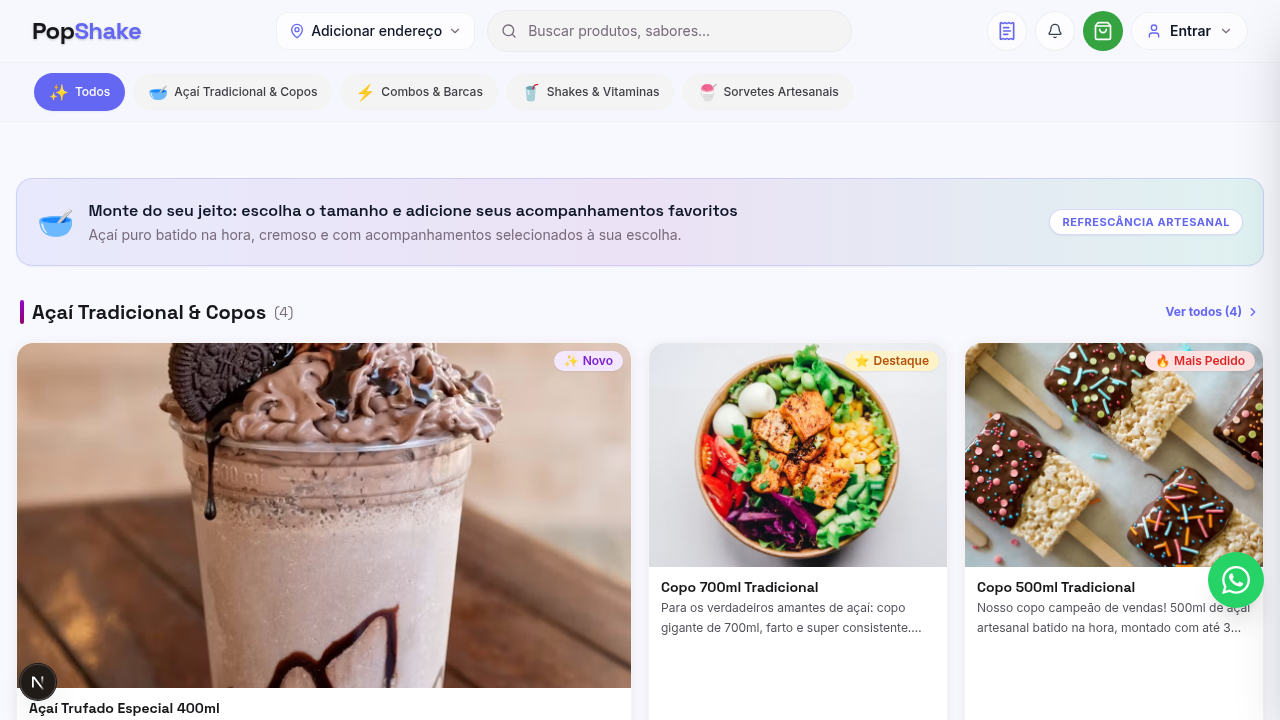 PopShake
Adicionar endereço
Buscar produtos, sabores...
Entrar
Todos
Açaí Tradicional & Copos
Combos & Barcas
Shakes & Vitaminas
Sorvetes Artesanais
Monte do seu jeito: escolha o tamanho e adicione seus acompanhamentos favoritos
Açaí puro batido na hora, cremoso e com acompanhamentos selecionados à sua escolha.
REFRESCÂNCIA ARTESANAL
Açaí Tradicional & Copos (4)
Ver todos (4)
Novo
Destaque
Mais Pedido
Copo 700ml Tradicional
Para os verdadeiros amantes de açaí: copo
gigante de 700ml, farto e super consistente....
Copo 500ml Tradicional
Nosso copo campeão de vendas! 500ml de açaí
artesanal batido na hora, montado com até 3...
N
Açaí Trufado Especial 400ml